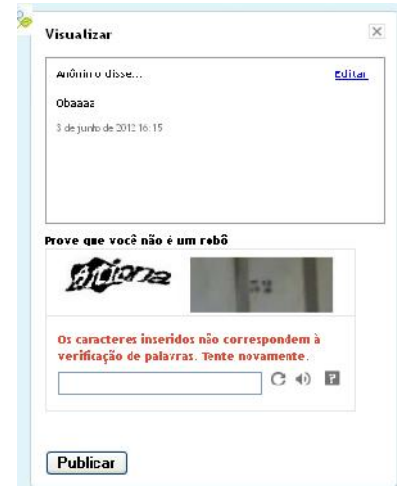 Visualizar
Anônimo disse...
Editar
Obaaaz
3 de junho de 2012 16:15
Prove que você não é um robô
Os caracteres inseridos não correspondem à
verificação de palavras. Tente novamente.
?
Publicar